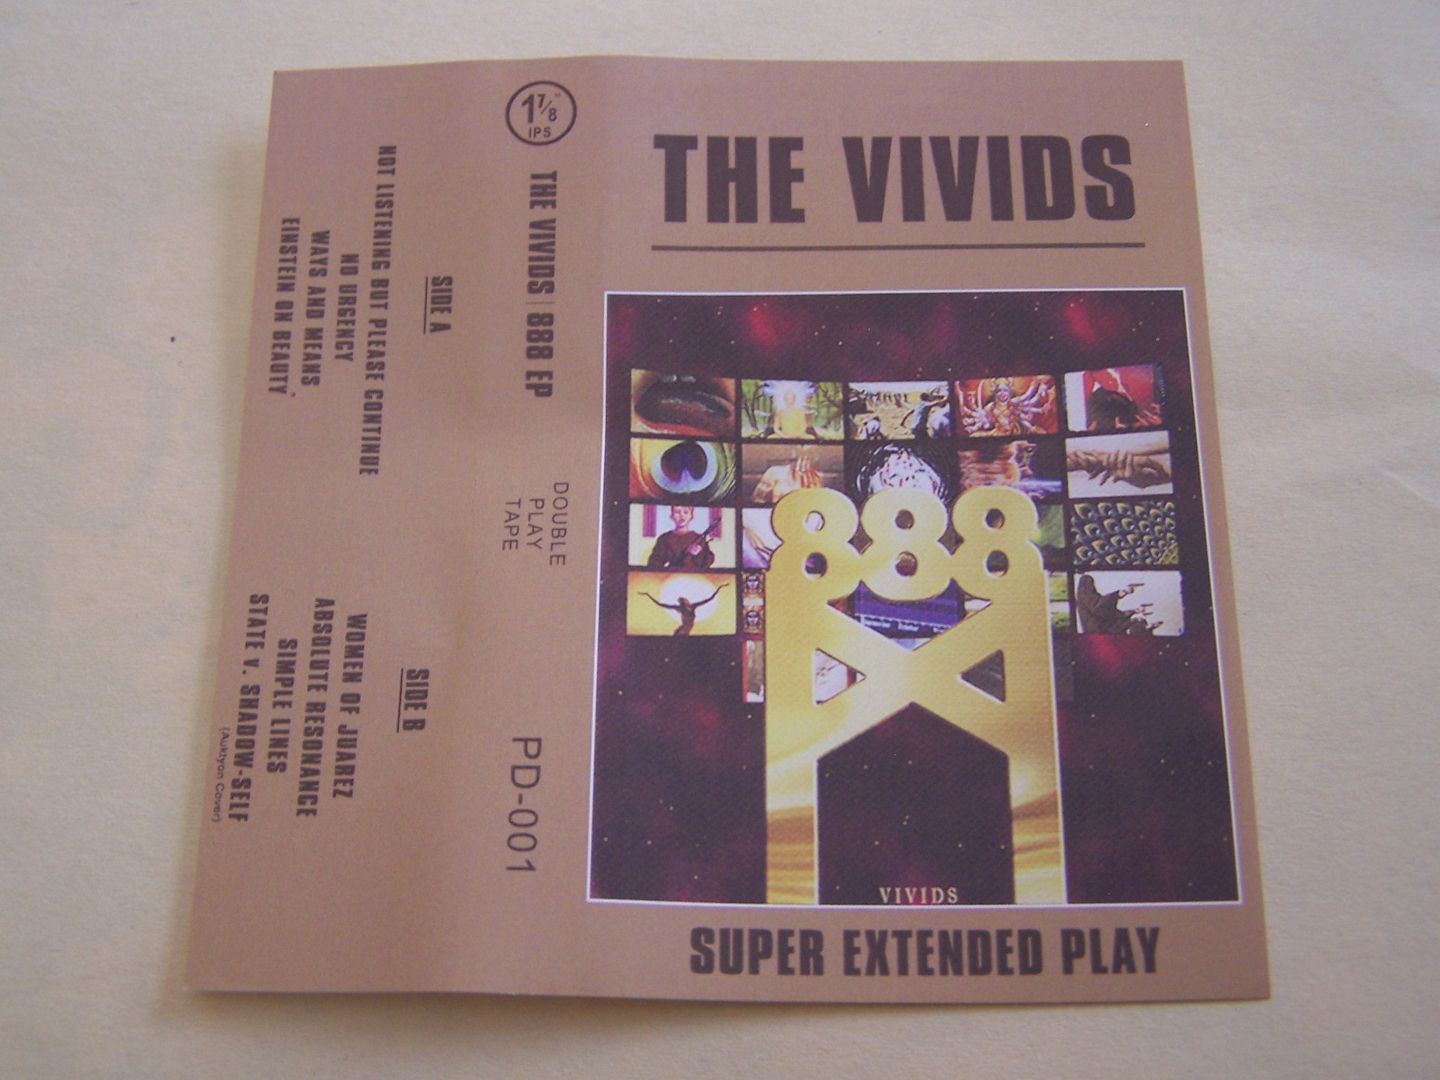 THE VIVIDS
888
VIVIDS
SUPER EXTENDED PLAY
1 7/8"
IPS
THE VIVIDS | 888 EP
DOUBLE
PLAY
TAPE
PD-001
SIDE A
NOT LISTENING BUT PLEASE CONTINUE
NO URGENCY
WAYS AND MEANS
EINSTEIN ON BEAUTY*
SIDE B
WOMEN OF JUAREZ
ABSOLUTE RESONANCE
SIMPLE LINES
STATE V. SHADOW-SELF
(Auktyon Cover)